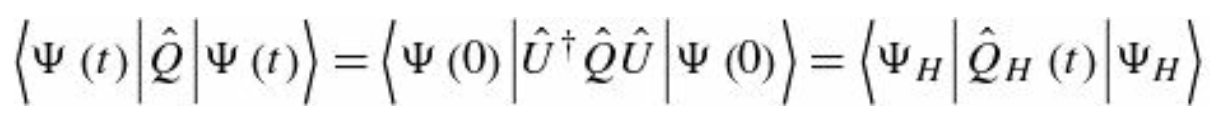 ⟨Ψ (t)|Q̂|Ψ (t)⟩ = ⟨Ψ (0)|Û†Q̂Û|Ψ (0)⟩ = ⟨Ψ_H|Q̂_H (t)|Ψ_H⟩